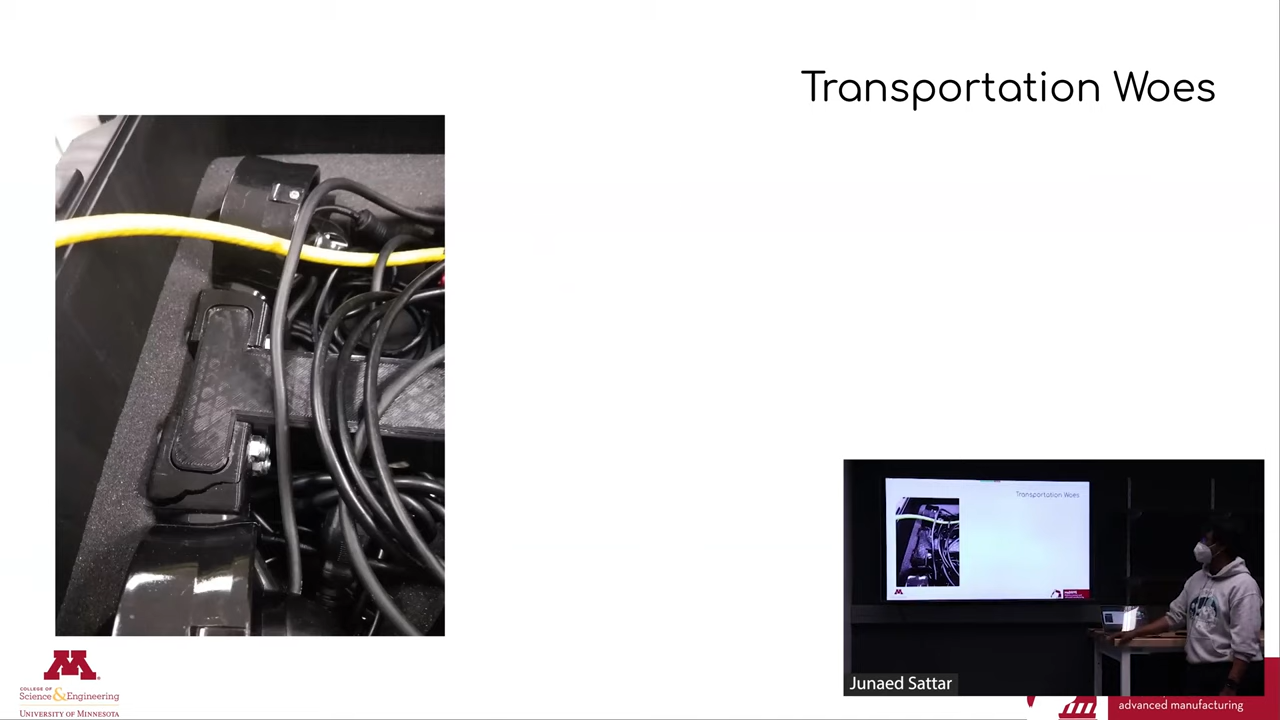 Transportation Woes
Transportation Woes
Junaed Sattar
M
COLLEGE OF
Science & Engineering
UNIVERSITY OF MINNESOTA
advanced manufacturing